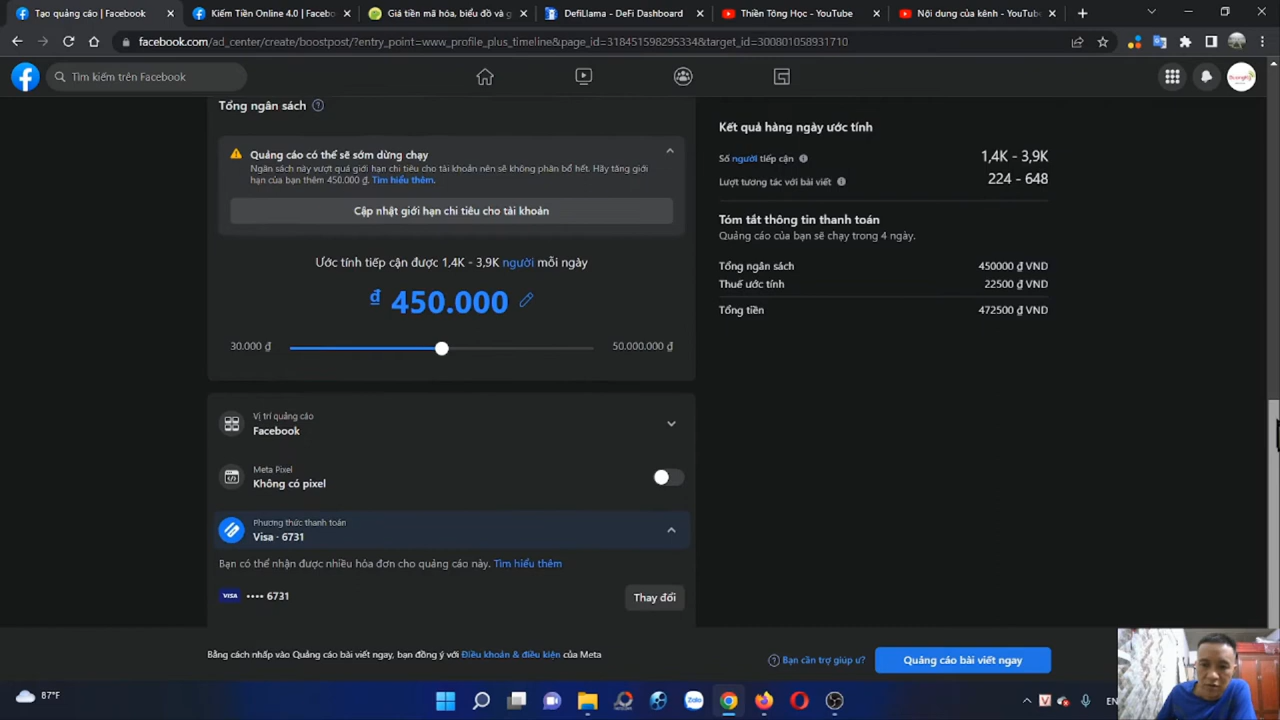 Tạo quảng cáo | Facebook
Kiếm Tiền Online 4.0 | Facebo
Giá tiền mã hóa, biểu đồ và g
DefiLlama - DeFi Dashboard
Thiền Tông Học - YouTube
Nội dung của kênh - YouTub
facebook.com/ad_center/create/boostpost/?entry_point=www_profile_plus_timeline&page_id=318451598295334&target_id=300801058931710
Tìm kiếm trên Facebook
Tổng ngân sách
Quảng cáo có thể sẽ sớm dừng chạy
Ngân sách này vượt quá giới hạn chi tiêu cho tài khoản nên sẽ không phân bổ hết. Hãy tăng giới
hạn của bạn thêm 450.000 ₫. Tìm hiểu thêm.
Cập nhật giới hạn chi tiêu cho tài khoản
Ước tính tiếp cận được 1,4K - 3,9K người mỗi ngày
₫ 450.000
30.000 ₫
50.000.000 ₫
Vị trí quảng cáo
Facebook
Meta Pixel
Không có pixel
Phương thức thanh toán
Visa · 6731
Bạn có thể nhận được nhiều hóa đơn cho quảng cáo này. Tìm hiểu thêm
VISA •••• 6731
Thay đổi
Kết quả hàng ngày ước tính
Số người tiếp cận
1,4K - 3,9K
Lượt tương tác với bài viết
224 - 648
Tóm tắt thông tin thanh toán
Quảng cáo của bạn sẽ chạy trong 4 ngày.
Tổng ngân sách
450000 ₫ VND
Thuế ước tính
22500 ₫ VND
Tổng tiền
472500 ₫ VND
Bằng cách nhấp vào Quảng cáo bài viết ngay, bạn đồng ý với Điều khoản & điều kiện của Meta
Bạn cần trợ giúp ư?
Quảng cáo bài viết ngay
87°F
Zalo
V
EN